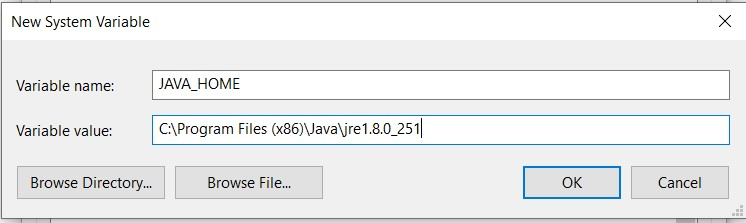 New System Variable
Variable name:
JAVA_HOME
Variable value:
C:\Program Files (x86)\Java\jre1.8.0_251
Browse Directory...
Browse File...
OK
Cancel